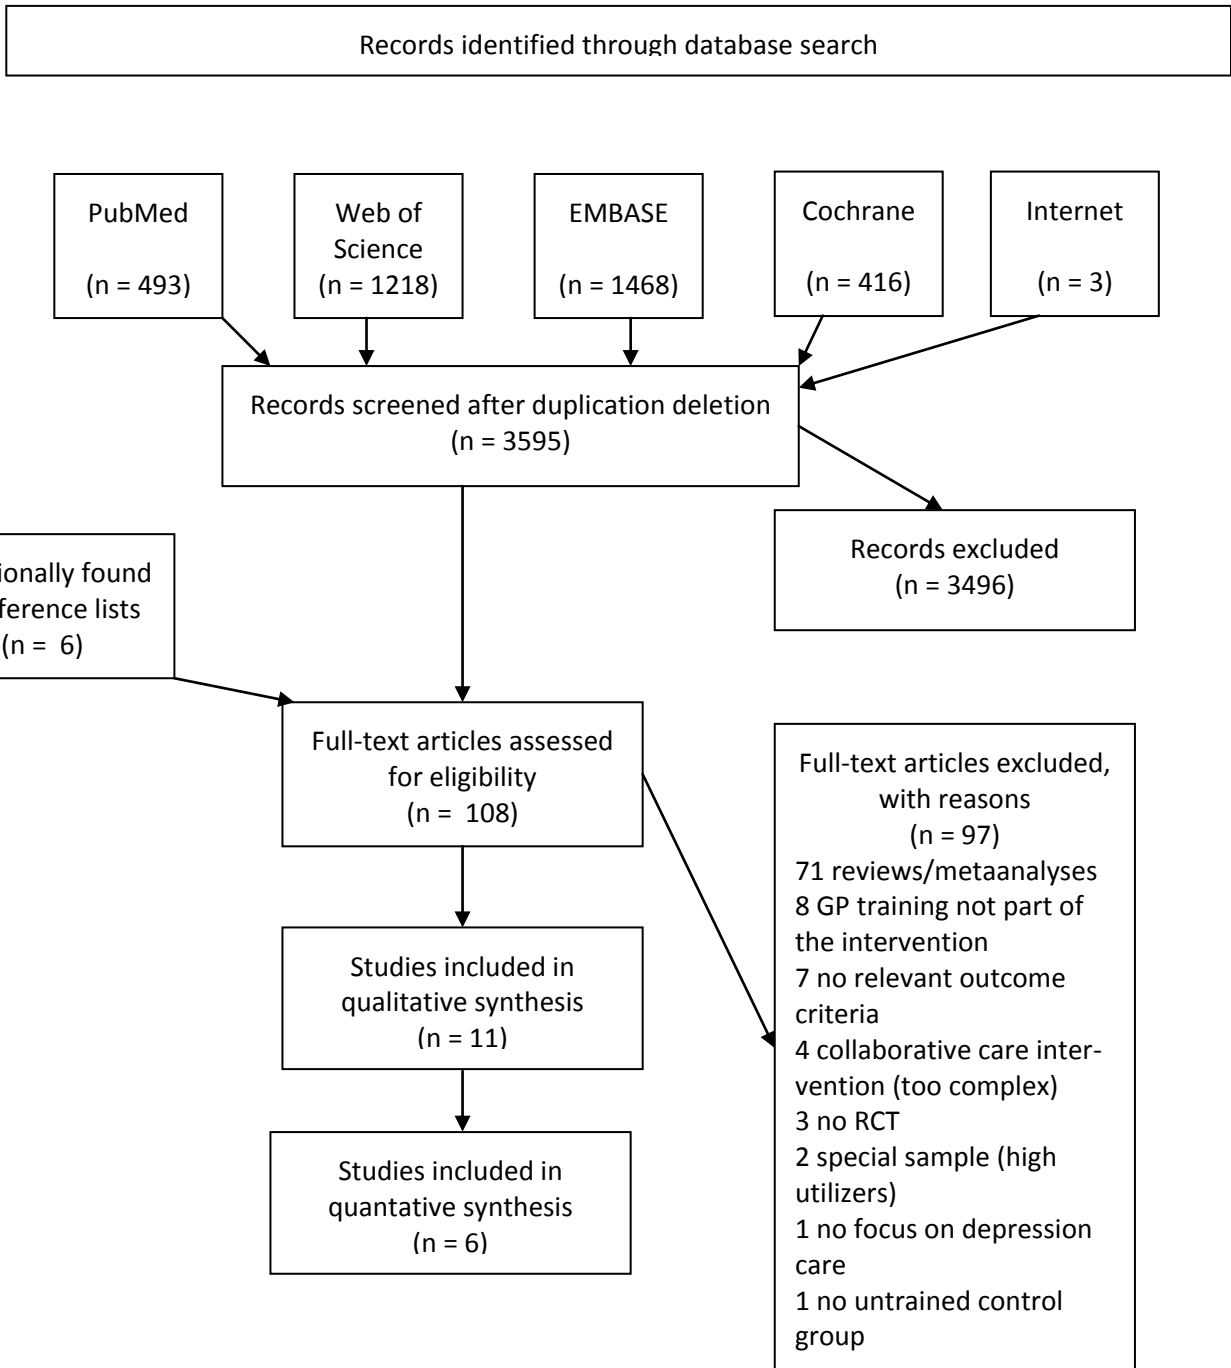 Records identified through database search
PubMed
(n = 493)
Web of
Science
(n = 1218)
EMBASE
(n = 1468)
Cochrane
(n = 416)
Internet
(n = 3)
Records screened after duplication deletion
(n = 3595)
Records excluded
(n = 3496)
found
lists
(n = 6)
Full-text articles assessed
for eligibility
(n = 108)
Full-text articles excluded,
with reasons
(n = 97)
71 reviews/metaanalyses
8 GP training not part of
the intervention
7 no relevant outcome
criteria
4 collaborative care inter-
vention (too complex)
3 no RCT
2 special sample (high
utilizers)
1 no focus on depression
care
1 no untrained control
group
Studies included in
qualitative synthesis
(n = 11)
Studies included in
quantative synthesis
(n = 6)